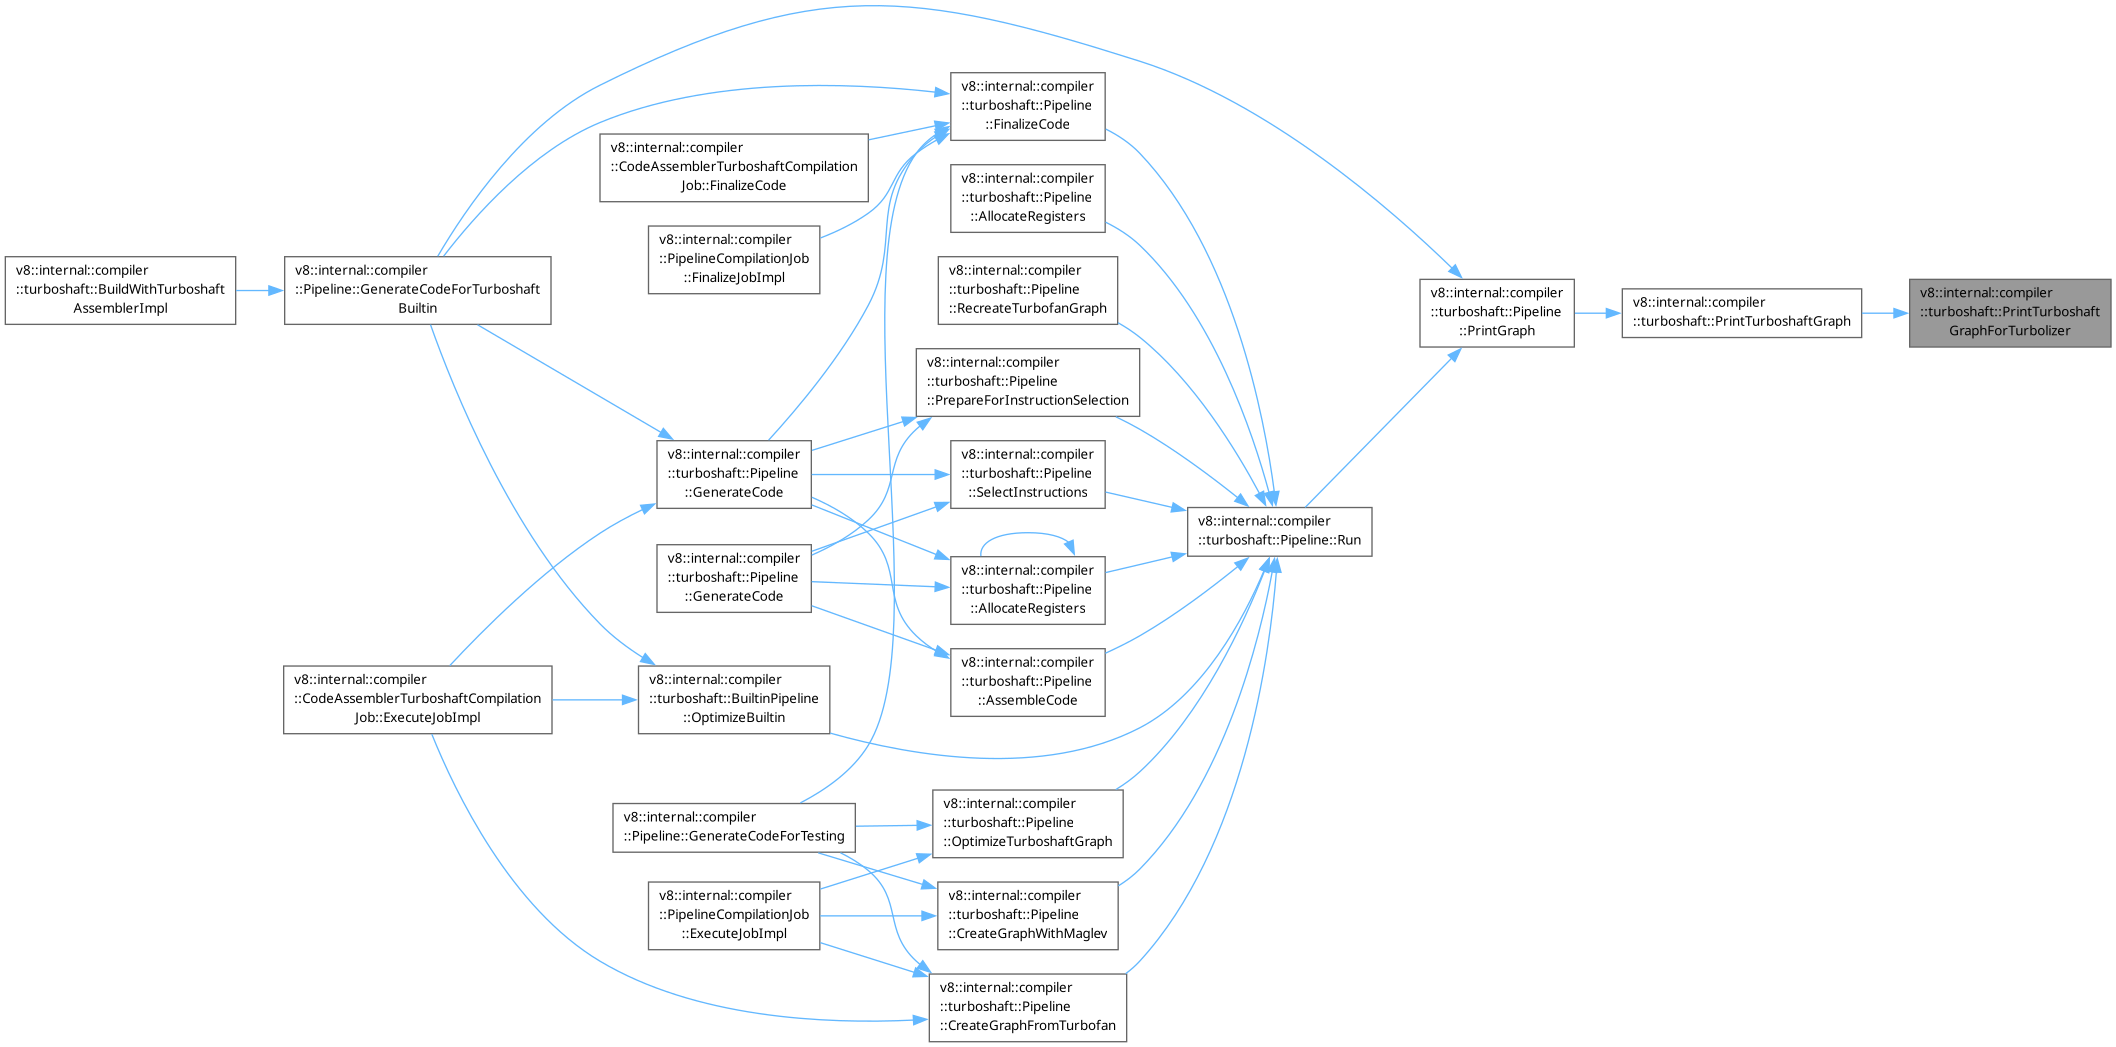 v8::internal::compiler
::turboshaft::BuildWithTurboshaft
AssemblerImpl
v8::internal::compiler
::Pipeline::GenerateCodeForTurboshaft
Builtin
v8::internal::compiler
::CodeAssemblerTurboshaftCompilation
Job::ExecuteJobImpl
v8::internal::compiler
::CodeAssemblerTurboshaftCompilation
Job::FinalizeCode
v8::internal::compiler
::PipelineCompilationJob
::FinalizeJobImpl
v8::internal::compiler
::turboshaft::Pipeline
::GenerateCode
v8::internal::compiler
::turboshaft::Pipeline
::GenerateCode
v8::internal::compiler
::turboshaft::BuiltinPipeline
::OptimizeBuiltin
v8::internal::compiler
::Pipeline::GenerateCodeForTesting
v8::internal::compiler
::PipelineCompilationJob
::ExecuteJobImpl
v8::internal::compiler
::turboshaft::Pipeline
::FinalizeCode
v8::internal::compiler
::turboshaft::Pipeline
::AllocateRegisters
v8::internal::compiler
::turboshaft::Pipeline
::RecreateTurbofanGraph
v8::internal::compiler
::turboshaft::Pipeline
::PrepareForInstructionSelection
v8::internal::compiler
::turboshaft::Pipeline
::SelectInstructions
v8::internal::compiler
::turboshaft::Pipeline
::AllocateRegisters
v8::internal::compiler
::turboshaft::Pipeline
::AssembleCode
v8::internal::compiler
::turboshaft::Pipeline
::OptimizeTurboshaftGraph
v8::internal::compiler
::turboshaft::Pipeline
::CreateGraphWithMaglev
v8::internal::compiler
::turboshaft::Pipeline
::CreateGraphFromTurbofan
v8::internal::compiler
::turboshaft::Pipeline::Run
v8::internal::compiler
::turboshaft::Pipeline
::PrintGraph
v8::internal::compiler
::turboshaft::PrintTurboshaftGraph
v8::internal::compiler
::turboshaft::PrintTurboshaft
GraphForTurbolizer